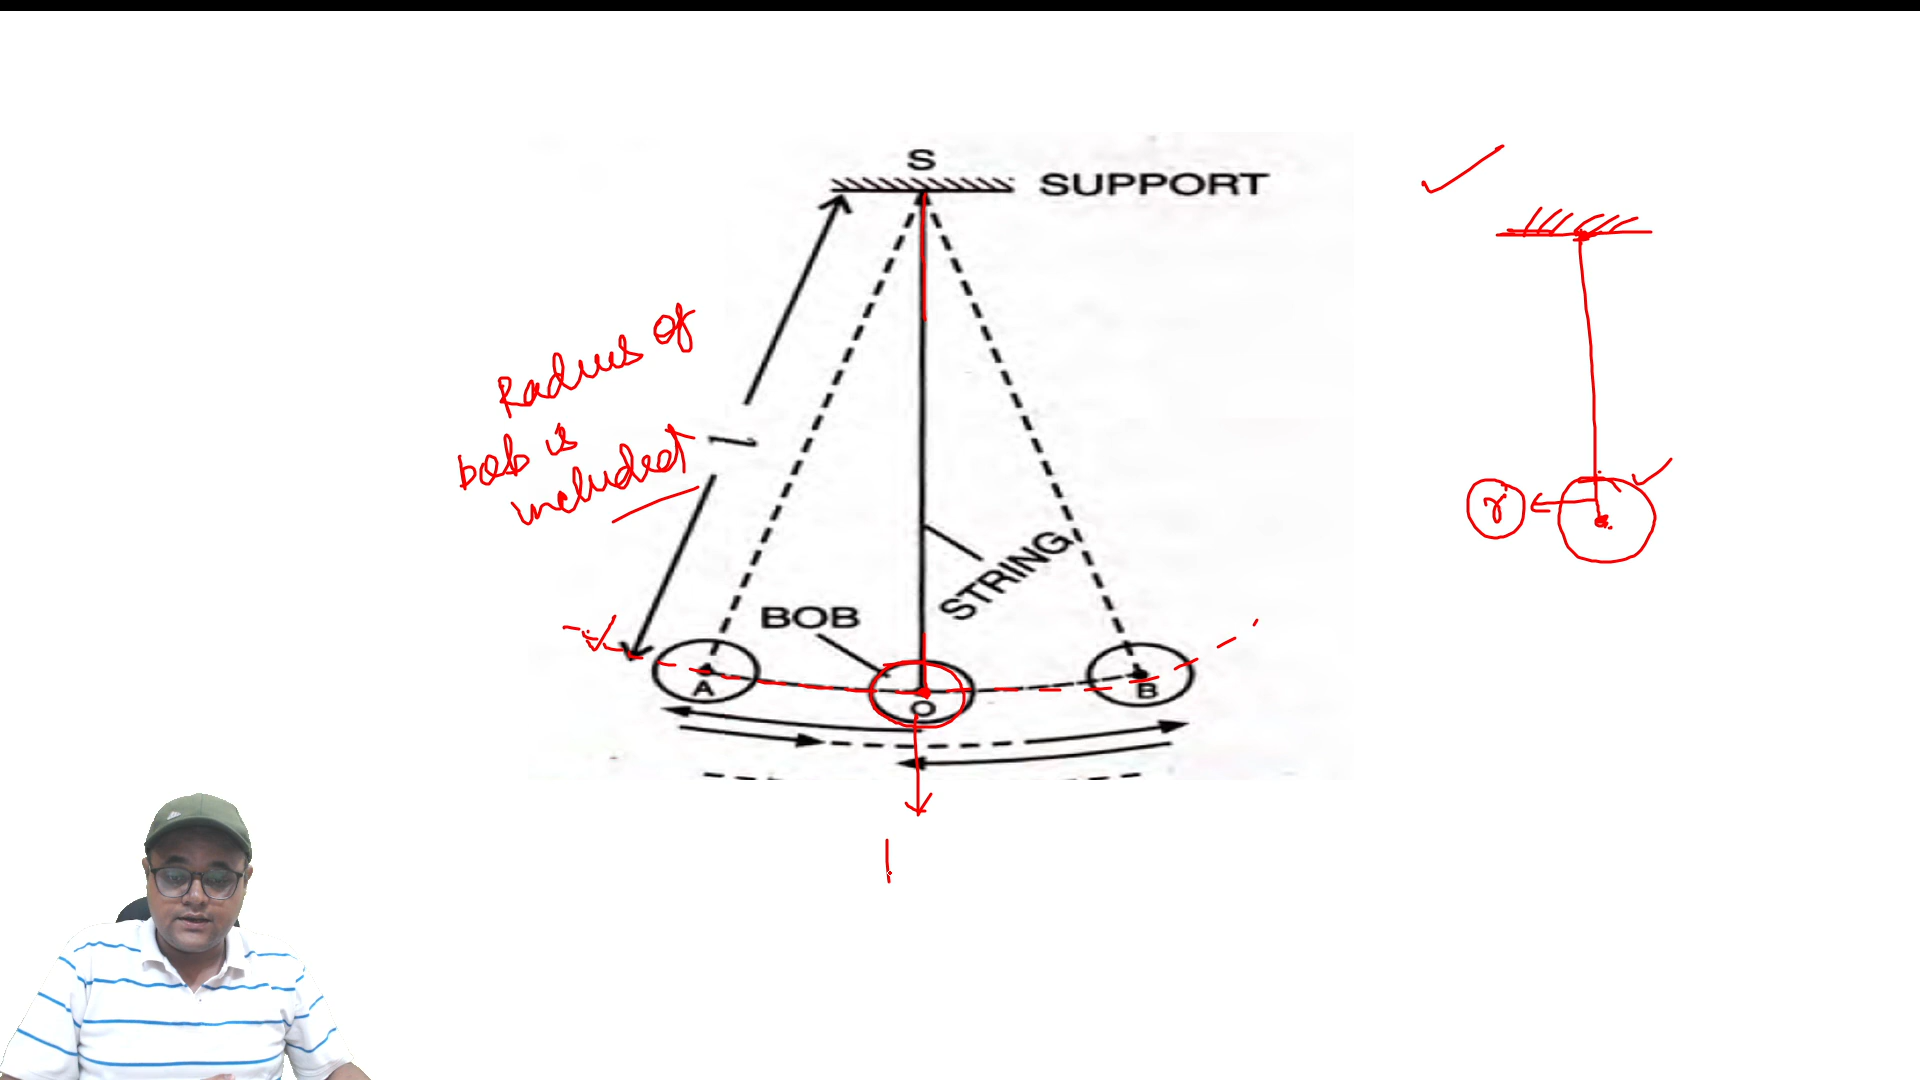 S
SUPPORT
Radius of
bob is
included
l
STRING
BOB
A
O
B
r